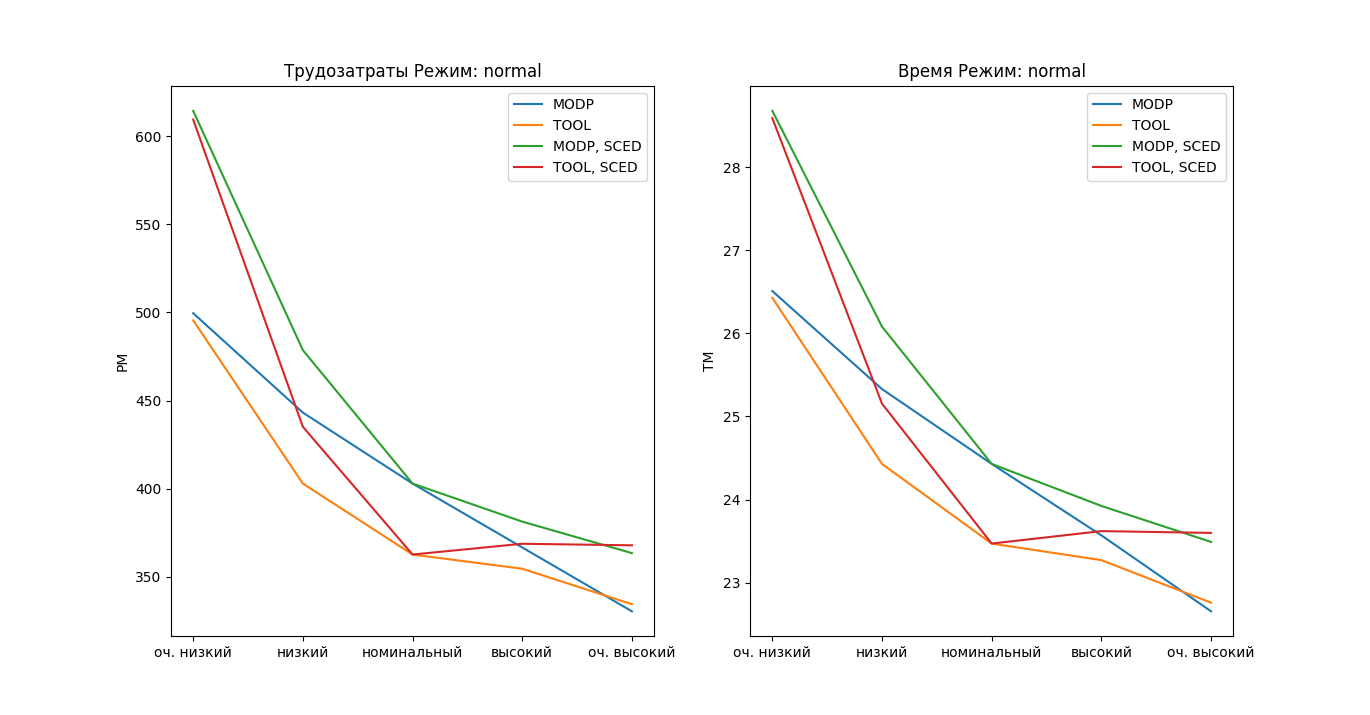 Трудозатраты Режим: normal
MODP
TOOL
MODP, SCED
TOOL, SCED
600
550
500
450
400
350
PM
оч. низкий
низкий
номинальный
высокий
оч. высокий
Время Режим: normal
MODP
TOOL
MODP, SCED
TOOL, SCED
28
27
26
25
24
23
TM
оч. низкий
низкий
номинальный
высокий
оч. высокий